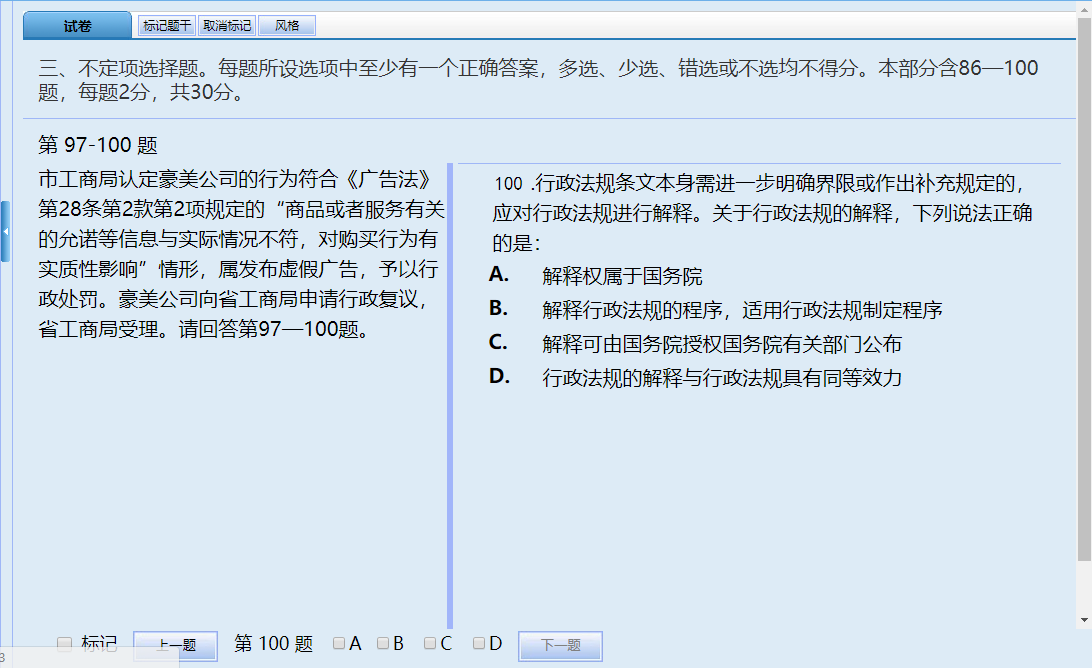 试卷 标记题干 取消标记 风格
三、不定项选择题。每题所设选项中至少有一个正确答案，多选、少选、错选或不选均不得分。本部分含86—100
题，每题2分，共30分。
第 97-100 题
市工商局认定豪美公司的行为符合《广告法》
第28条第2款第2项规定的“商品或者服务有关
的允诺等信息与实际情况不符，对购买行为有
实质性影响”情形，属发布虚假广告，予以行
政处罚。豪美公司向省工商局申请行政复议，
省工商局受理。请回答第97—100题。
100 .行政法规条文本身需进一步明确界限或作出补充规定的，
应对行政法规进行解释。关于行政法规的解释，下列说法正确
的是：
A. 解释权属于国务院
B. 解释行政法规的程序，适用行政法规制定程序
C. 解释可由国务院授权国务院有关部门公布
D. 行政法规的解释与行政法规具有同等效力
标记 上一题 第 100 题 A B C D 下一题
3